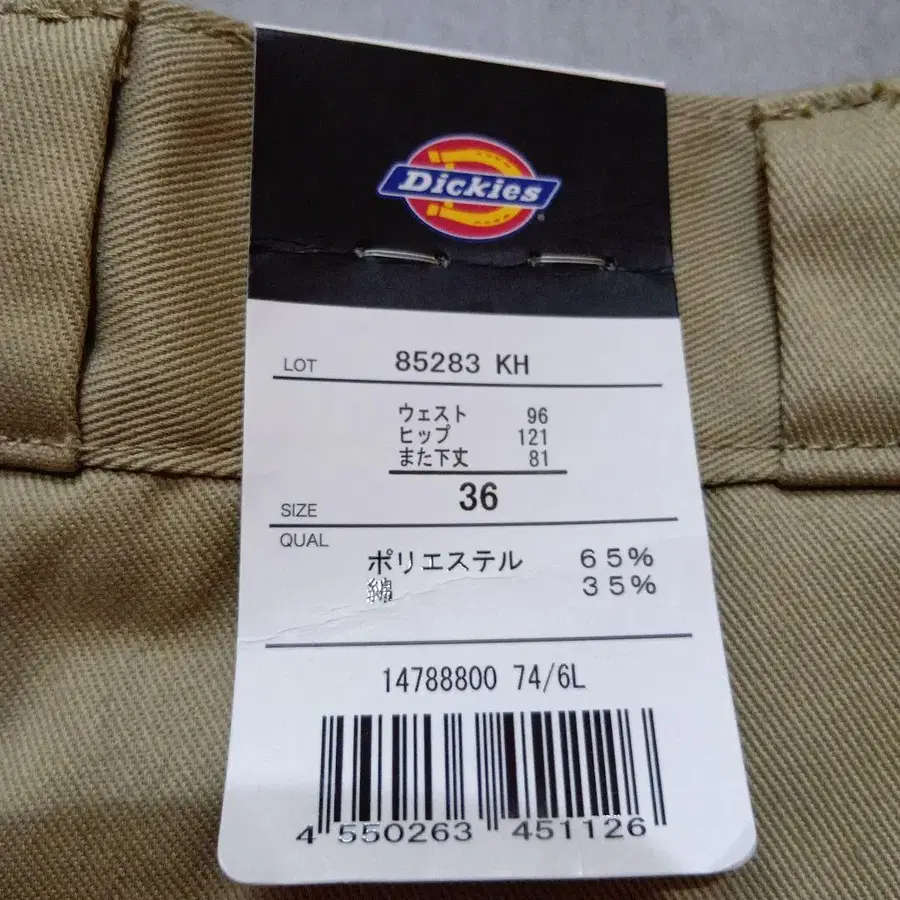 Dickies
LOT 85283 KH
ウェスト 96
ヒップ 121
また下丈 81
SIZE 36
QUAL
ポリエステル 65%
綿 35%
14788800 74/6L
4 550263 451126